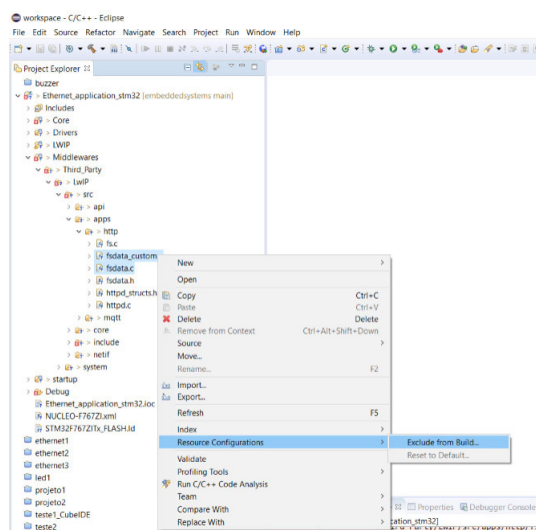 workspace - C/C++ - Eclipse
File Edit Source Refactor Navigate Search Project Run Window Help
Project Explorer
buzzer
> Ethernet_application_stm32 [embeddedsystems main]
> Includes
> Core
> Drivers
> LWIP
> Middlewares
> Third_Party
> LwIP
> src
> api
> apps
> http
> fs.c
> fsdata_custom
> fsdata.c
> fsdata.h
> httpd_structs.h
> httpd.c
> mqtt
> core
> include
> netif
> system
> startup
> Debug
Ethernet_application_stm32.ioc
NUCLEO-F767ZI.xml
STM32F767ZITx_FLASH.ld
ethernet1
ethernet2
ethernet3
led1
projeto1
projeto2
teste1_CubeIDE
teste2
New >
Open
Copy Ctrl+C
Paste Ctrl+V
Delete Delete
Remove from Context Ctrl+Alt+Shift+Down
Source >
Move...
Rename... F2
Import...
Export...
Refresh F5
Index >
Resource Configurations >
Validate
Profiling Tools >
Run C/C++ Code Analysis
Team >
Compare With >
Replace With >
Exclude from Build...
Reset to Default...
Properties Debugger Console
cation_stm32]